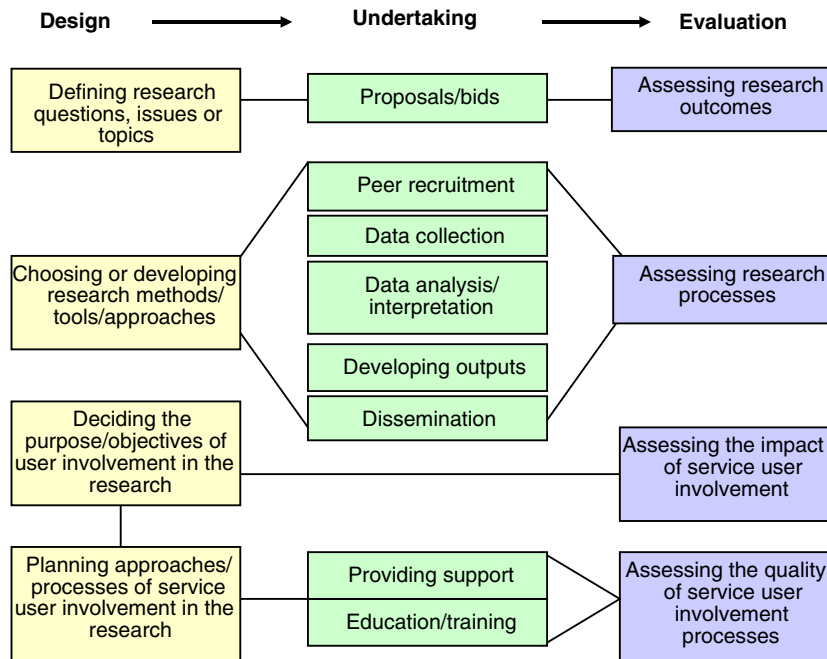 Design
Undertaking
Evaluation
Defining research
questions, issues or
topics
Proposals/bids
Assessing research
outcomes
Choosing or developing
research methods/
tools/approaches
Peer recruitment
Data collection
Data analysis/
interpretation
Developing outputs
Dissemination
Assessing research
processes
Deciding the
purpose/objectives of
user involvement in the
research
Assessing the impact
of service user
involvement
Planning approaches/
processes of service
user involvement in the
research
Providing support
Education/training
Assessing the quality
of service user
involvement
processes